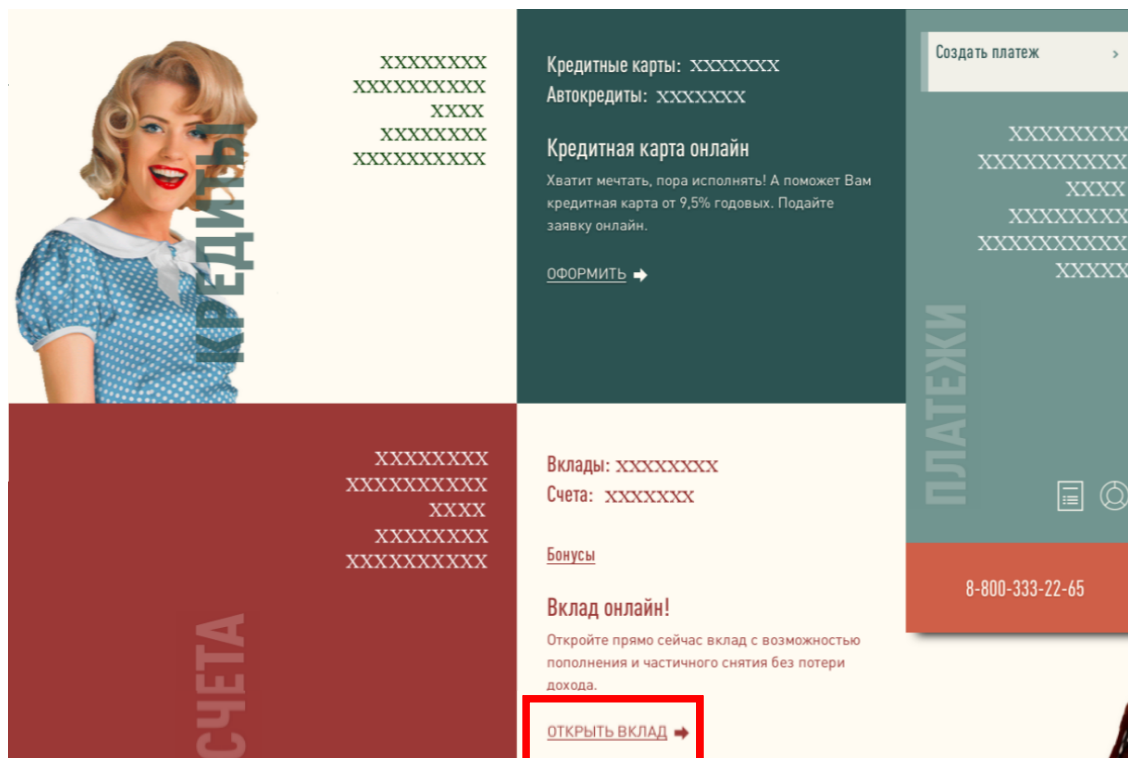 XXXXXXXX
XXXXXXXXXX
XXXX
XXXXXXXX
XXXXXXXXXX
КРЕДИТЫ
Кредитные карты: XXXXXXX
Автокредиты: XXXXXXX
Кредитная карта онлайн
Хватит мечтать, пора исполнять! А поможет Вам
кредитная карта от 9,5% годовых. Подайте
заявку онлайн.
ОФОРМИТЬ
Создать платеж
XXXXXXXX
XXXXXXXXXX
XXXX
XXXXXXXX
XXXXXXXXXX
XXXXX
ПЛАТЕЖИ
8-800-333-22-65
XXXXXXXX
XXXXXXXXXX
XXXX
XXXXXXXX
XXXXXXXXXX
СЧЕТА
Вклады: XXXXXXXX
Счета: XXXXXXX
Бонусы
Вклад онлайн!
Откройте прямо сейчас вклад с возможностью
пополнения и частичного снятия без потери
дохода.
ОТКРЫТЬ ВКЛАД